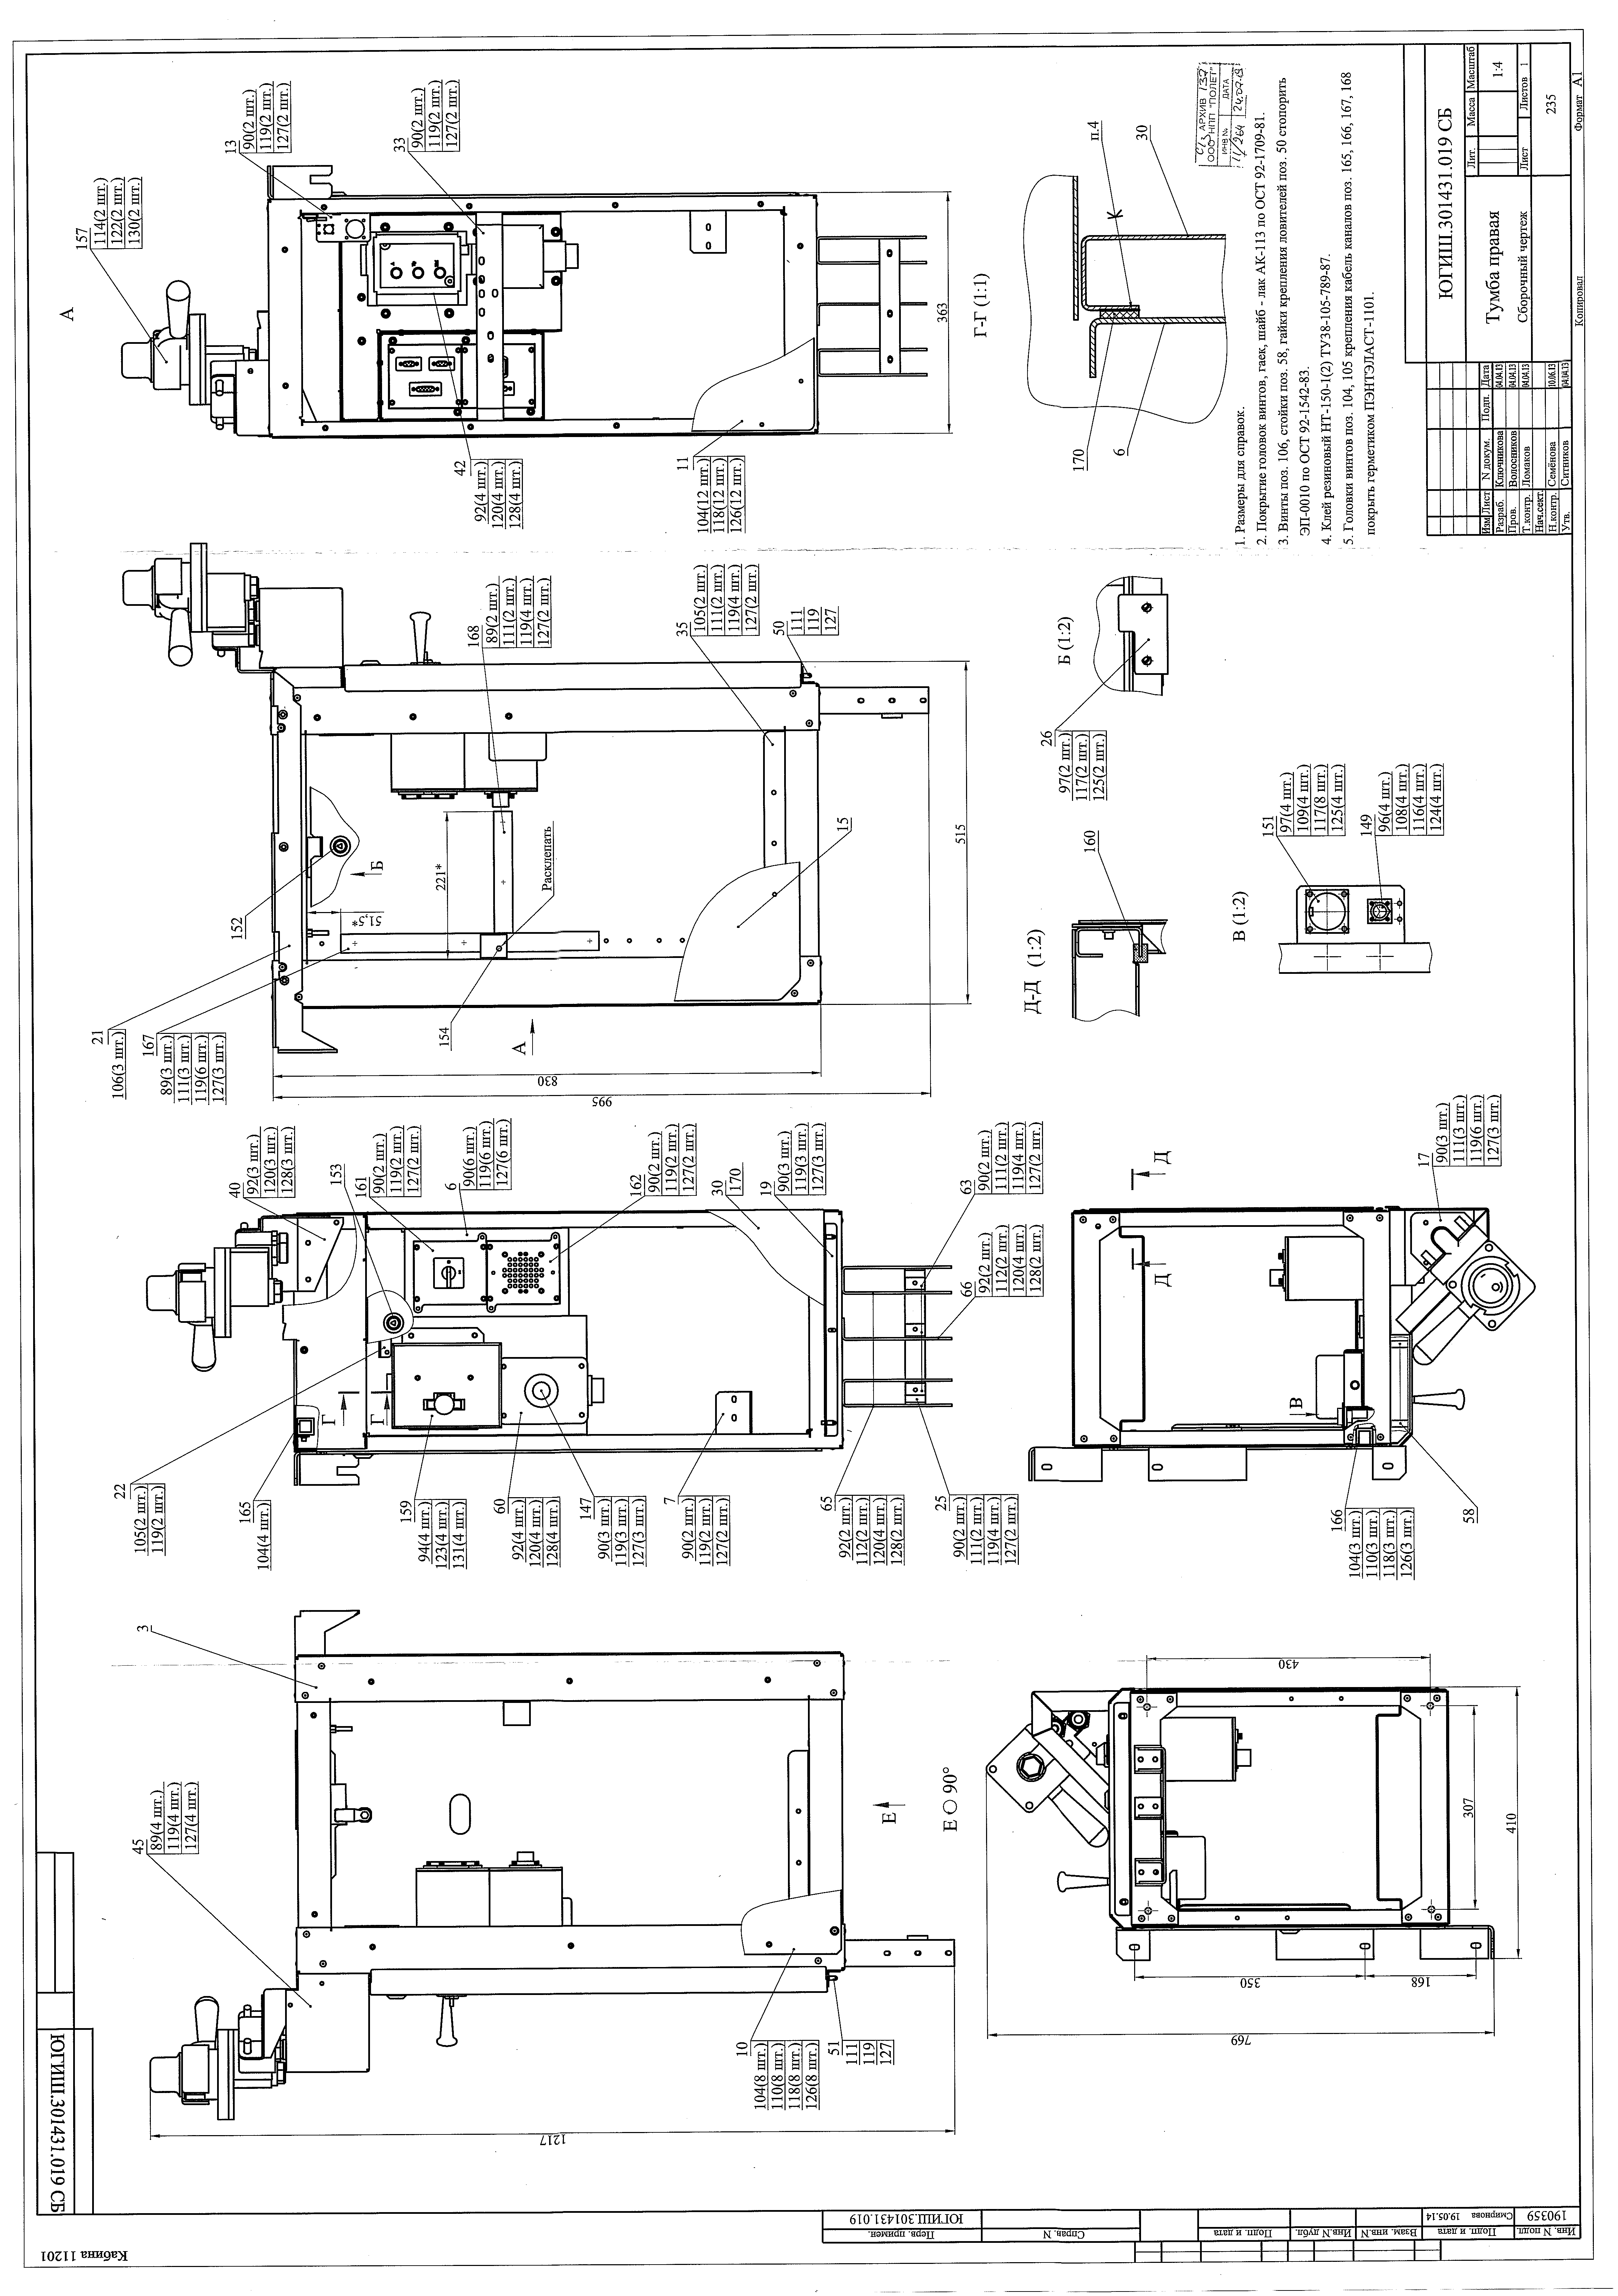 ЮГИШ.301431.019 СБ
Кабина 11201
45
89(4 шт.)
119(4 шт.)
127(4 шт.)
3
1217
10
104(8 шт.)
110(8 шт.)
118(8 шт.)
126(8 шт.)
51
111
119
127
Е
22
105(2 шт.)
119(2 шт.)
165
104(4 шт.)
159
94(4 шт.)
123(4 шт.)
131(4 шт.)
60
92(4 шт.)
120(4 шт.)
128(4 шт.)
147
90(3 шт.)
119(3 шт.)
127(3 шт.)
7
90(2 шт.)
119(2 шт.)
127(2 шт.)
65
92(2 шт.)
112(2 шт.)
120(4 шт.)
128(2 шт.)
25
90(2 шт.)
111(2 шт.)
119(4 шт.)
127(2 шт.)
Г
Г
40
92(3 шт.)
120(3 шт.)
128(3 шт.)
153
161
90(2 шт.)
119(2 шт.)
127(2 шт.)
6
90(6 шт.)
119(6 шт.)
127(6 шт.)
162
90(2 шт.)
119(2 шт.)
127(2 шт.)
30
170
19
90(3 шт.)
119(3 шт.)
127(3 шт.)
63
90(2 шт.)
111(2 шт.)
119(4 шт.)
127(2 шт.)
66
92(2 шт.)
112(2 шт.)
120(4 шт.)
128(2 шт.)
21
106(3 шт.)
167
89(3 шт.)
111(3 шт.)
119(6 шт.)
127(3 шт.)
152
154
А
Б
51,5*
221*
Расклепать
830
995
515
15
168
89(2 шт.)
111(2 шт.)
119(4 шт.)
127(2 шт.)
35
105(2 шт.)
111(2 шт.)
119(4 шт.)
127(2 шт.)
50
111
119
127
А
157
114(2 шт.)
122(2 шт.)
130(2 шт.)
13
90(2 шт.)
119(2 шт.)
127(2 шт.)
33
90(2 шт.)
119(2 шт.)
127(2 шт.)
42
92(4 шт.)
120(4 шт.)
128(4 шт.)
11
104(12 шт.)
118(12 шт.)
126(12 шт.)
363
Е 90°
430
307
410
350
168
769
166
104(3 шт.)
110(3 шт.)
118(3 шт.)
126(3 шт.)
58
В
Д
Д
17
90(3 шт.)
111(3 шт.)
119(6 шт.)
127(3 шт.)
Д-Д (1:2)
160
Б (1:2)
26
97(2 шт.)
117(2 шт.)
125(2 шт.)
В (1:2)
151
97(4 шт.)
109(4 шт.)
117(8 шт.)
125(4 шт.)
149
96(4 шт.)
108(4 шт.)
116(4 шт.)
124(4 шт.)
Г-Г (1:1)
170
6
п.4
К
30
1. Размеры для справок.
2. Покрытие головок винтов, гаек, шайб - лак АК-113 по ОСТ 92-1709-81.
3. Винты поз. 106, стойки поз. 58, гайки крепления ловителей поз. 50 стопорить
ЭП-0010 по ОСТ 92-1542-83.
4. Клей резиновый НТ-150-1(2) ТУ38-105-789-87.
5. Головки винтов поз. 104, 105 крепления кабель каналов поз. 165, 166, 167, 168
покрыть герметиком ПЭНТЭЛАСТ-1101.
АРХИВ 137
ООО НПП "ПОЛЕТ"
ИНВ № ДАТА
ЮГИШ.301431.019 СБ
Тумба правая
Сборочный чертеж
Лит. Масса Масштаб
1:4
Лист Листов 1
235
Изм Лист N докум. Подп. Дата
Разраб. Ключникова 04.04.13
Пров. Волосников 04.04.13
Т.контр. Ломаков 04.04.13
Нач.сект.
Н.контр. Семёнова 10.06.13
Утв. Ситников 04.04.13
Копировал
Формат А1
Перв. примен.
ЮГИШ.301431.019
Справ. N
Подп. и дата
Инв.N дубл.
Взам. инв.N
Подп. и дата
Смирнова 19.05.14
Инв. N подл.
190359